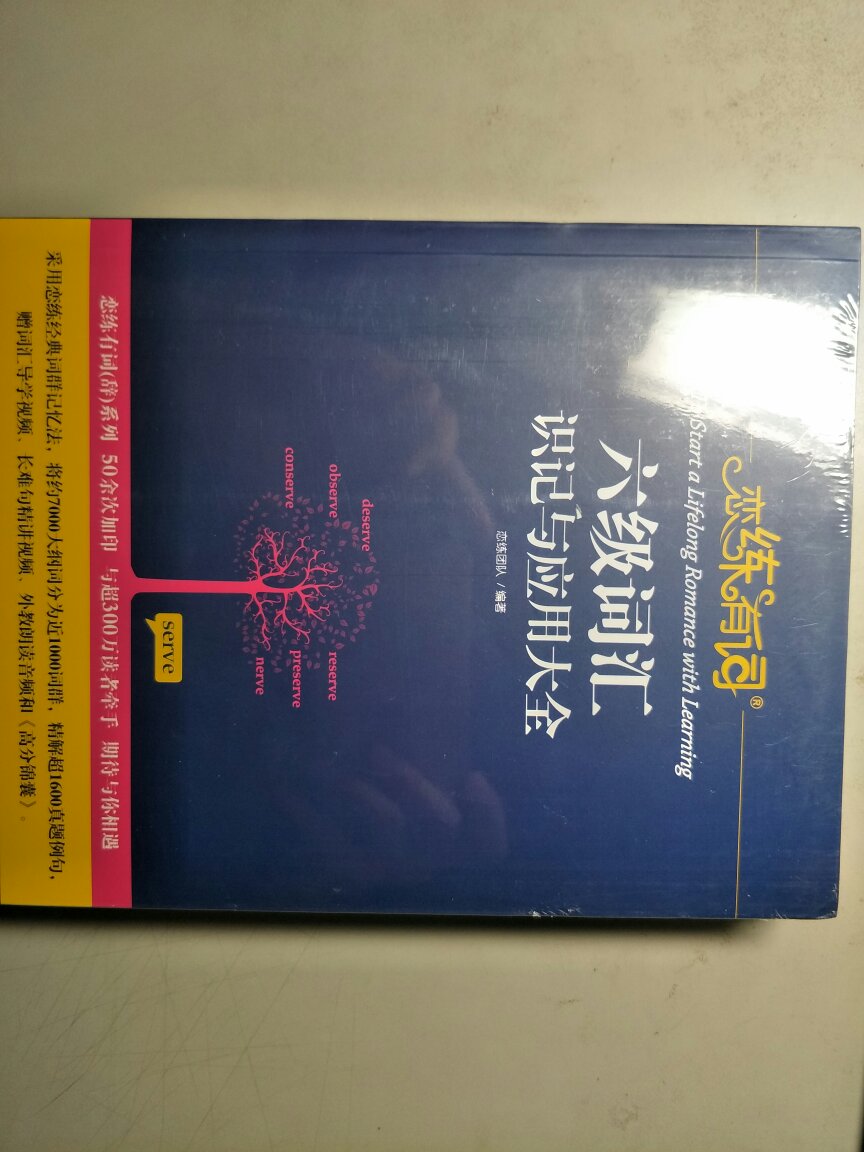 恋练有词®
Start a Lifelong Romance with Learning
六级词汇
识记与应用大全
恋练团队 / 编著
deserve
observe
conserve
reserve
preserve
nerve
serve
恋练有词(辞)系列 50余次加印 与超300万读者牵手 期待与你相遇
采用恋练经典词群记忆法，将约7000大纲词分为近1000词群，精解超1600真题例句，
赠词汇导学视频、长难句精讲视频、外教朗读音频和《高分锦囊》。